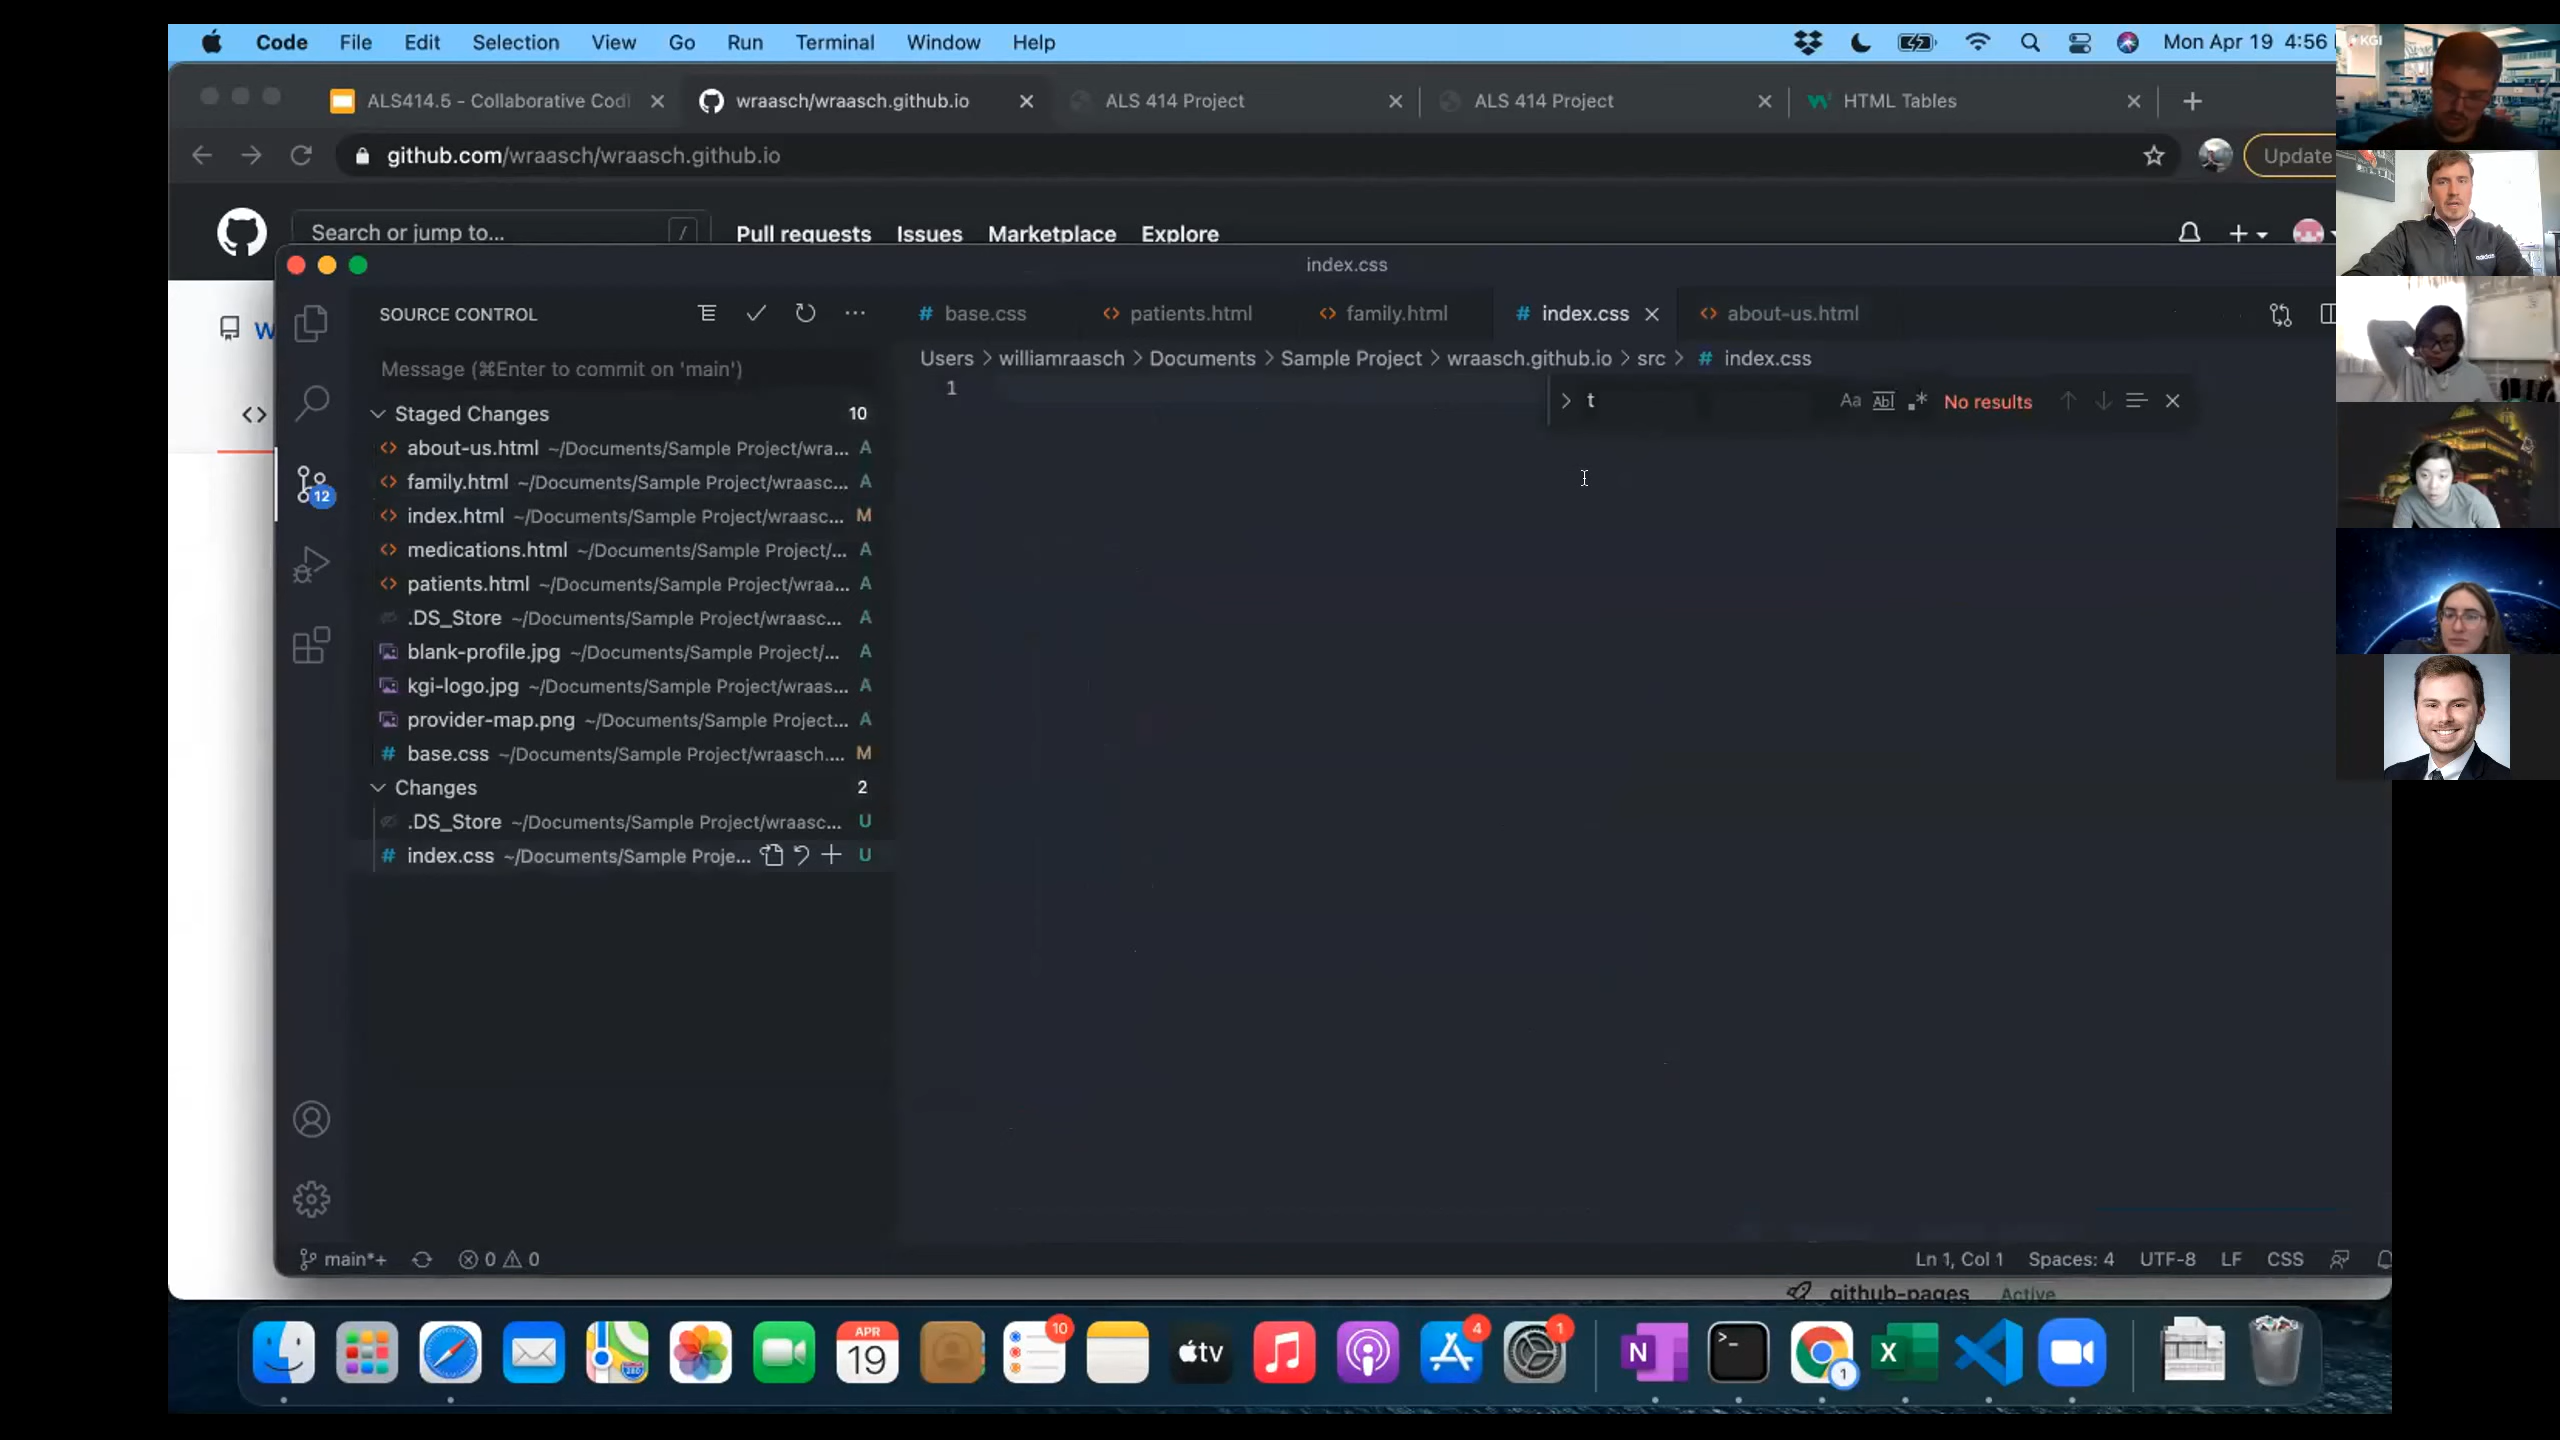 Code File Edit Selection View Go Run Terminal Window Help Mon Apr 19 4:56
KGI
ALS414.5 - Collaborative Codi wraasch/wraasch.github.io ALS 414 Project ALS 414 Project HTML Tables
github.com/wraasch/wraasch.github.io Update
Search or jump to... / Pull requests Issues Marketplace Explore
index.css
SOURCE CONTROL
base.css patients.html family.html index.css about-us.html
Users > williamraasch > Documents > Sample Project > wraasch.github.io > src > # index.css
Message (⌘Enter to commit on 'main')
1
t Aa Abl .* No results
Staged Changes 10
about-us.html ~/Documents/Sample Project/wra... A
family.html ~/Documents/Sample Project/wraasc... A
index.html ~/Documents/Sample Project/wraasc... M
medications.html ~/Documents/Sample Project/... A
patients.html ~/Documents/Sample Project/wraa... A
.DS_Store ~/Documents/Sample Project/wraasc... A
blank-profile.jpg ~/Documents/Sample Project/... A
kgi-logo.jpg ~/Documents/Sample Project/wraas... A
provider-map.png ~/Documents/Sample Project... A
# base.css ~/Documents/Sample Project/wraasch.... M
Changes 2
.DS_Store ~/Documents/Sample Project/wraasc... U
# index.css ~/Documents/Sample Proje... U
12
main*+ 0 0 Ln 1, Col 1 Spaces: 4 UTF-8 LF CSS
github-pages Active
APR
19
10
tv
4
1
N
>_
1
X